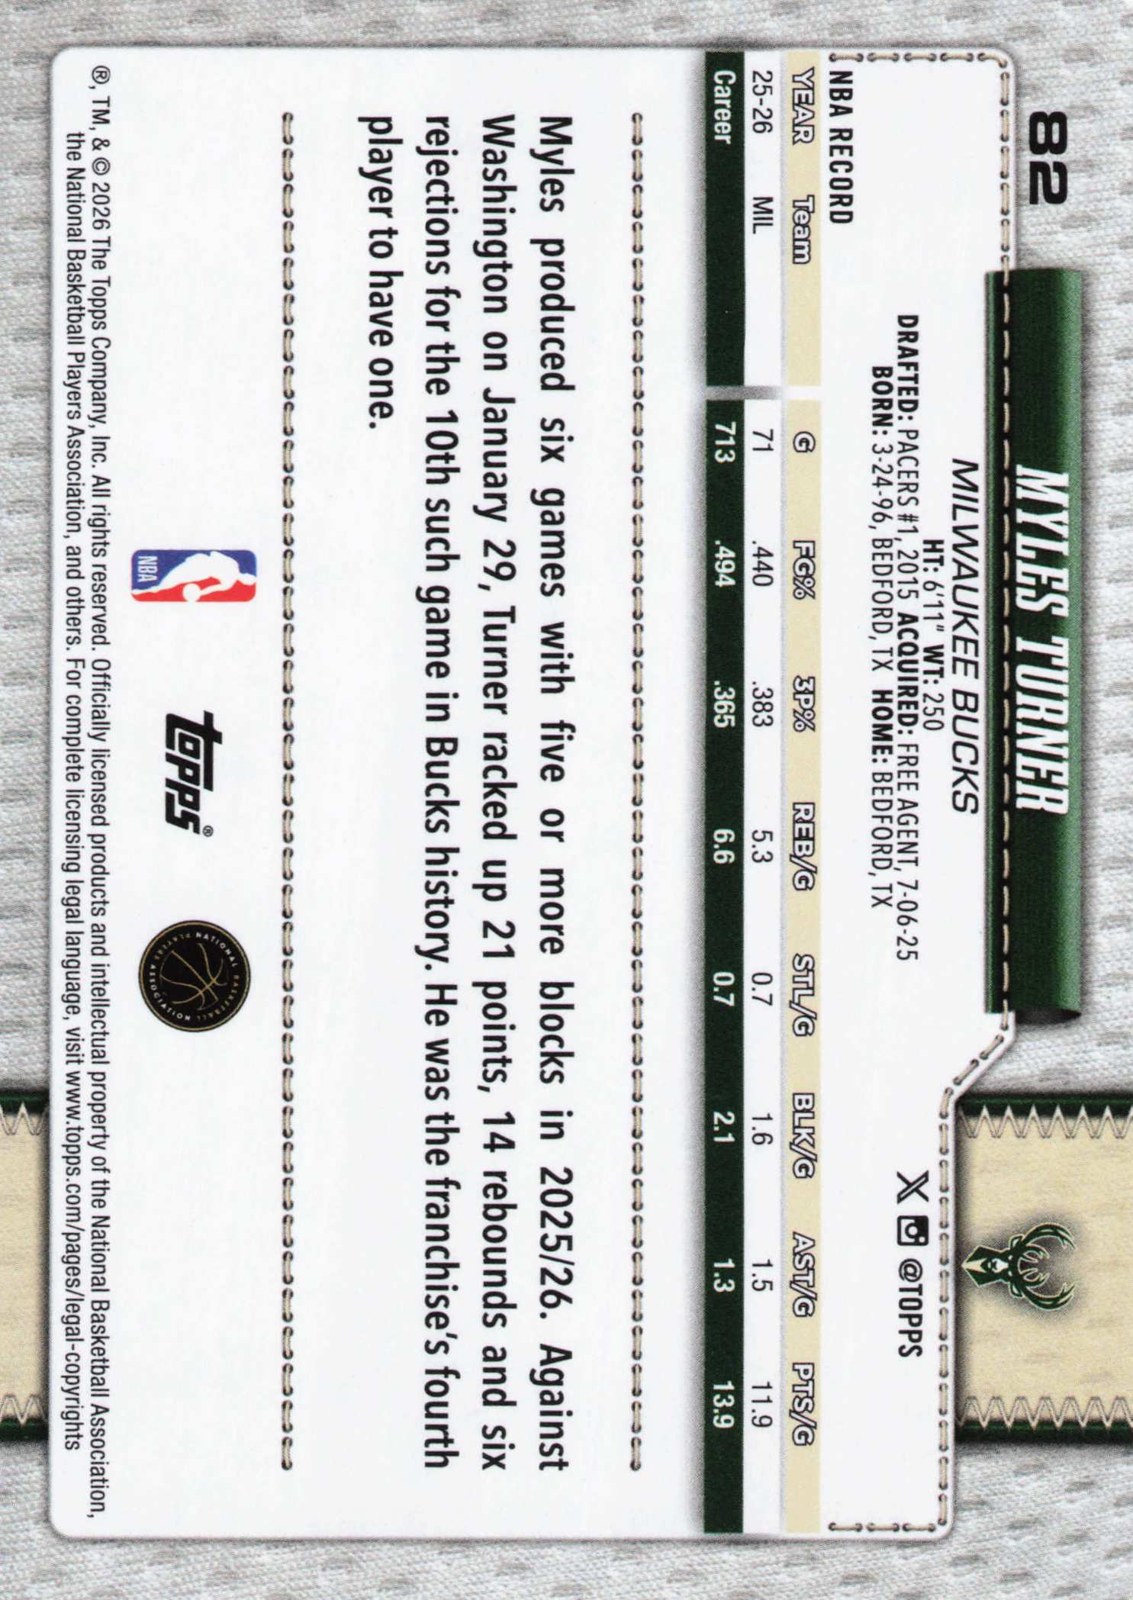 82
MYLES TURNER
MILWAUKEE BUCKS
HT: 6'11" WT: 250
DRAFTED: PACERS #1, 2015 ACQUIRED: FREE AGENT, 7-06-25
BORN: 3-24-96, BEDFORD, TX HOME: BEDFORD, TX
@TOPPS
NBA RECORD
YEAR Team G FG% 3P% REB/G STL/G BLK/G AST/G PTS/G
25-26 MIL 71 .440 .383 5.3 0.7 1.6 1.5 11.9
Career 713 .494 .365 6.6 0.7 2.1 1.3 13.9
Myles produced six games with five or more blocks in 2025/26. Against
Washington on January 29, Turner racked up 21 points, 14 rebounds and six
rejections for the 10th such game in Bucks history. He was the franchise's fourth
player to have one.
NBA
topps®
NATIONAL BASKETBALL PLAYERS ASSOCIATION
®, TM, & © 2026 The Topps Company, Inc. All rights reserved. Officially licensed products and intellectual property of the National Basketball Association,
the National Basketball Players Association, and others. For complete licensing legal language, visit www.topps.com/pages/legal-copyrights